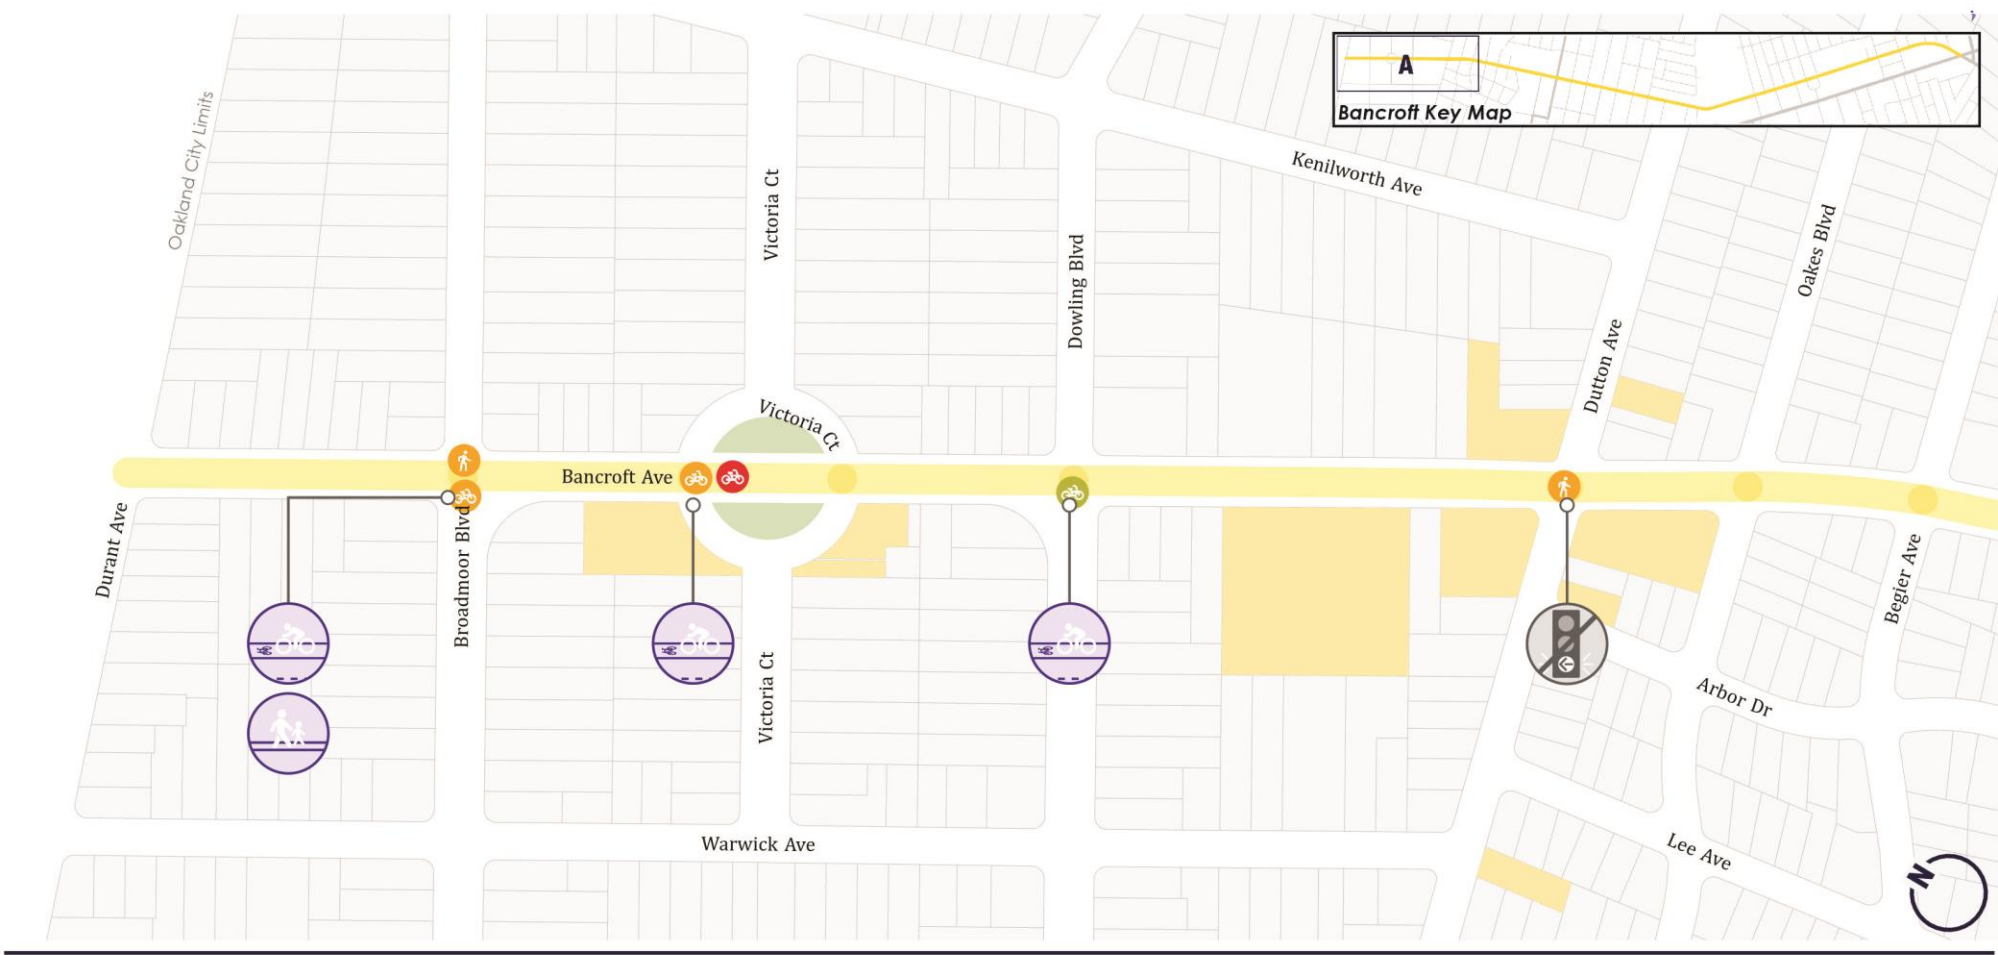 A
Bancroft Key Map
Oakland City Limits
Kenilworth Ave
Victoria Ct
Dowling Blvd
Oakes Blvd
Dutton Ave
Victoria Ct
Bancroft Ave
Durant Ave
Broadmoor Blvd
Begier Ave
Victoria Ct
Arbor Dr
Warwick Ave
Lee Ave
N